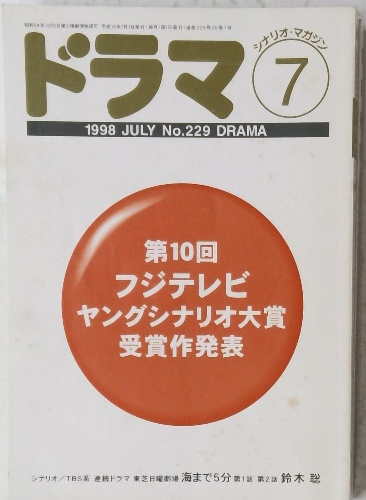 ドラマ
シナリオ・マガジン
7
1998 JULY No.229 DRAMA
第10回
フジテレビ
ヤングシナリオ大賞
受賞作発表
シナリオ/TBS系 連続ドラマ 東芝日曜劇場 海まで5分 第1話 第2話 鈴木 聡